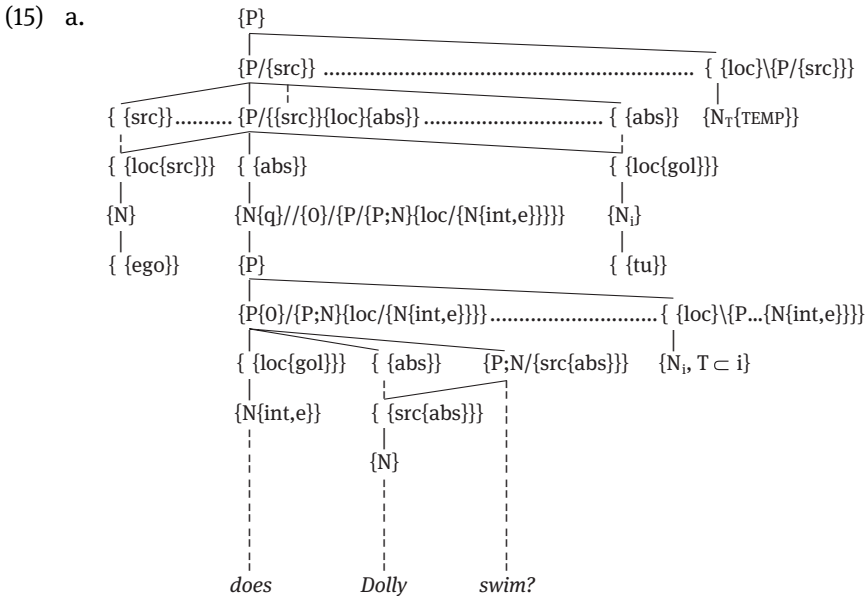 (15) a. {P}
{P/{src}} ................................................................ { {loc}\{P/{src}}}
{ {src}}.......... {P/{{src}}{loc}{abs}} ................................ { {abs}} {N_T{TEMP}}
{ {loc{src}}} { {abs}} { {loc{gol}}}
{N} {N{q}//{0}/{P/{P;N}{loc/{N{int,e}}}}} {N_i}
{ {ego}} {P} { {tu}}
{P{0}/{P;N}{loc/{N{int,e}}}} ............................. { {loc}\{P...{N{int,e}}}}
{ {loc{gol}}} { {abs}} {P;N/{src{abs}}} {N_i, T ⊂ i}
{N{int,e}} { {src{abs}}}
{N}
does Dolly swim?